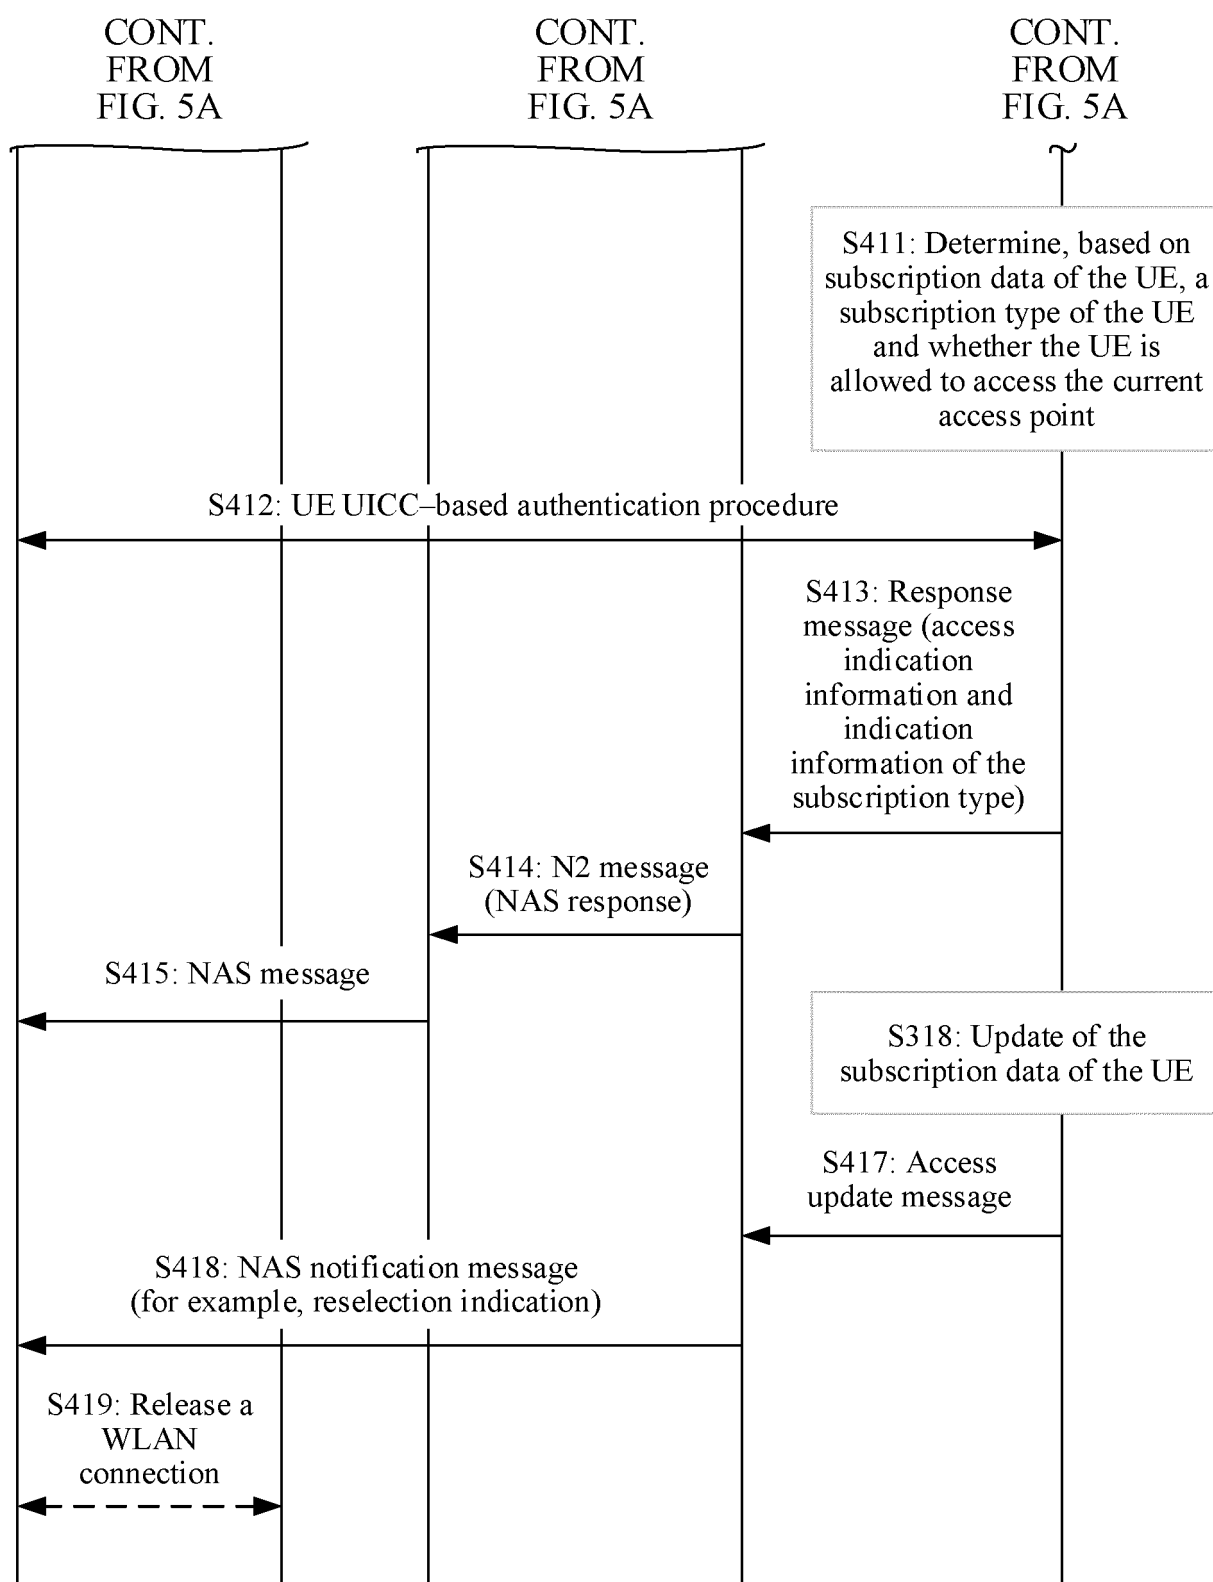 CONT.
FROM
FIG. 5A
CONT.
FROM
FIG. 5A
CONT.
FROM
FIG. 5A
S411: Determine, based on
subscription data of the UE, a
subscription type of the UE
and whether the UE is
allowed to access the current
access point
S412: UE UICC–based authentication procedure
S413: Response
message (access
indication
information and
indication
information of the
subscription type)
S414: N2 message
(NAS response)
S415: NAS message
S318: Update of the
subscription data of the UE
S417: Access
update message
S418: NAS notification message
(for example, reselection indication)
S419: Release a
WLAN
connection